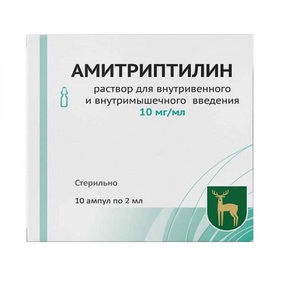 АМИТРИПТИЛИН
раствор для внутривенного
и внутримышечного введения
10 мг/мл
Стерильно
10 ампул по 2 мл